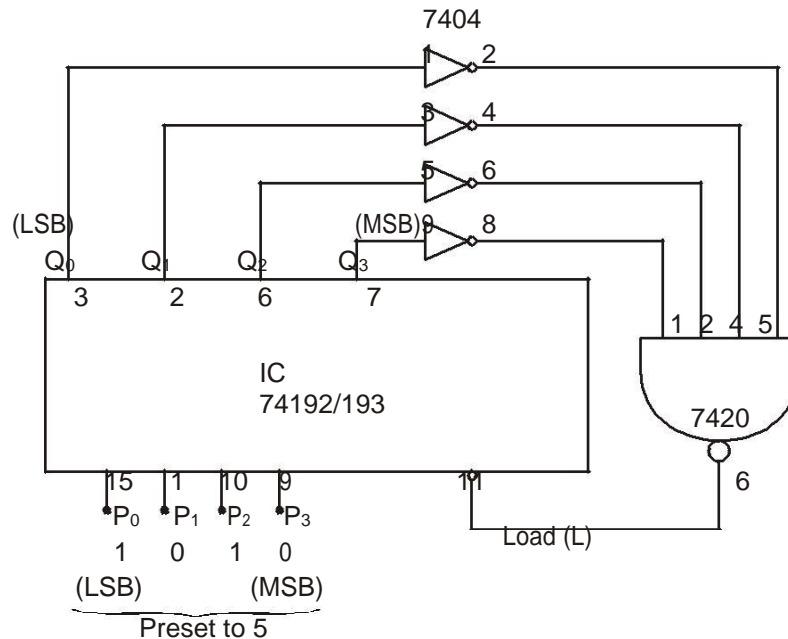 7404
1 2
3 4
5 6
(LSB) (MSB) 9 8
Q0 Q1 Q2 Q3
3 2 6 7
1 2 4 5
IC
74192/193
7420
15 1 10 9 11 6
P0 P1 P2 P3
Load (L)
1 0 1 0
(LSB) (MSB)
Preset to 5